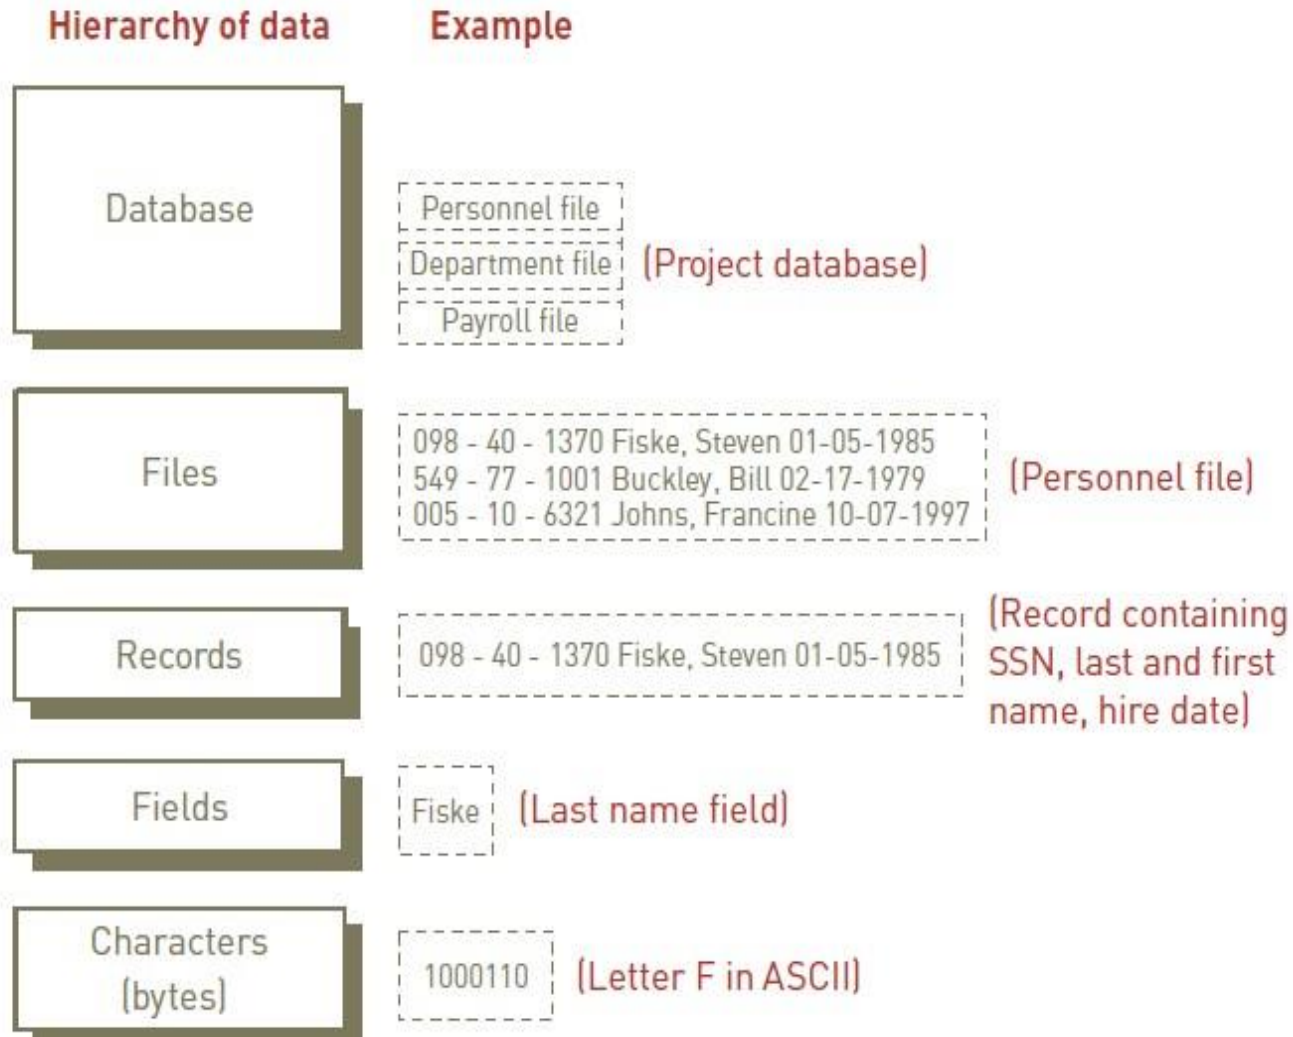 Hierarchy of data
Example
Database
Personnel file
Department file
Payroll file
(Project database)
Files
098 - 40 - 1370 Fiske, Steven 01-05-1985
549 - 77 - 1001 Buckley, Bill 02-17-1979
005 - 10 - 6321 Johns, Francine 10-07-1997
(Personnel file)
Records
098 - 40 - 1370 Fiske, Steven 01-05-1985
(Record containing
SSN, last and first
name, hire date)
Fields
Fiske
(Last name field)
Characters
(bytes)
1000110
(Letter F in ASCII)